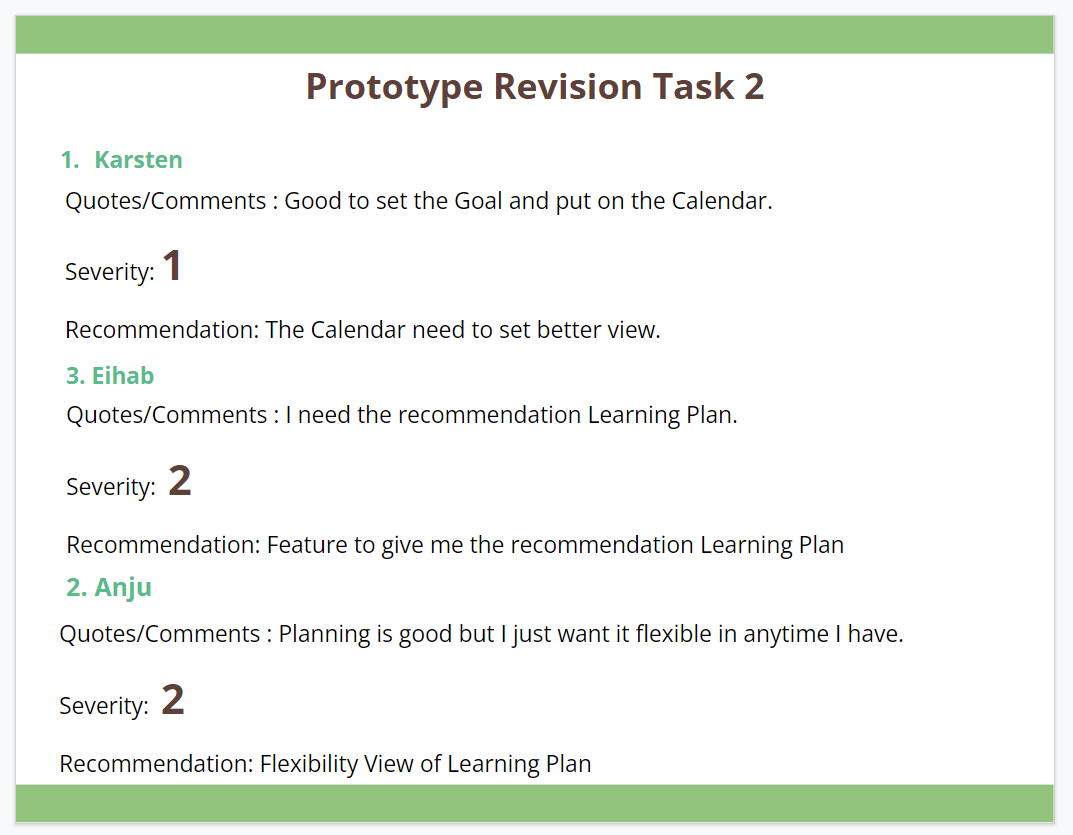 Prototype Revision Task 2
1. Karsten
Quotes/Comments : Good to set the Goal and put on the Calendar.
Severity: 1
Recommendation: The Calendar need to set better view.
3. Eihab
Quotes/Comments : I need the recommendation Learning Plan.
Severity: 2
Recommendation: Feature to give me the recommendation Learning Plan
2. Anju
Quotes/Comments : Planning is good but I just want it flexible in anytime I have.
Severity: 2
Recommendation: Flexibility View of Learning Plan